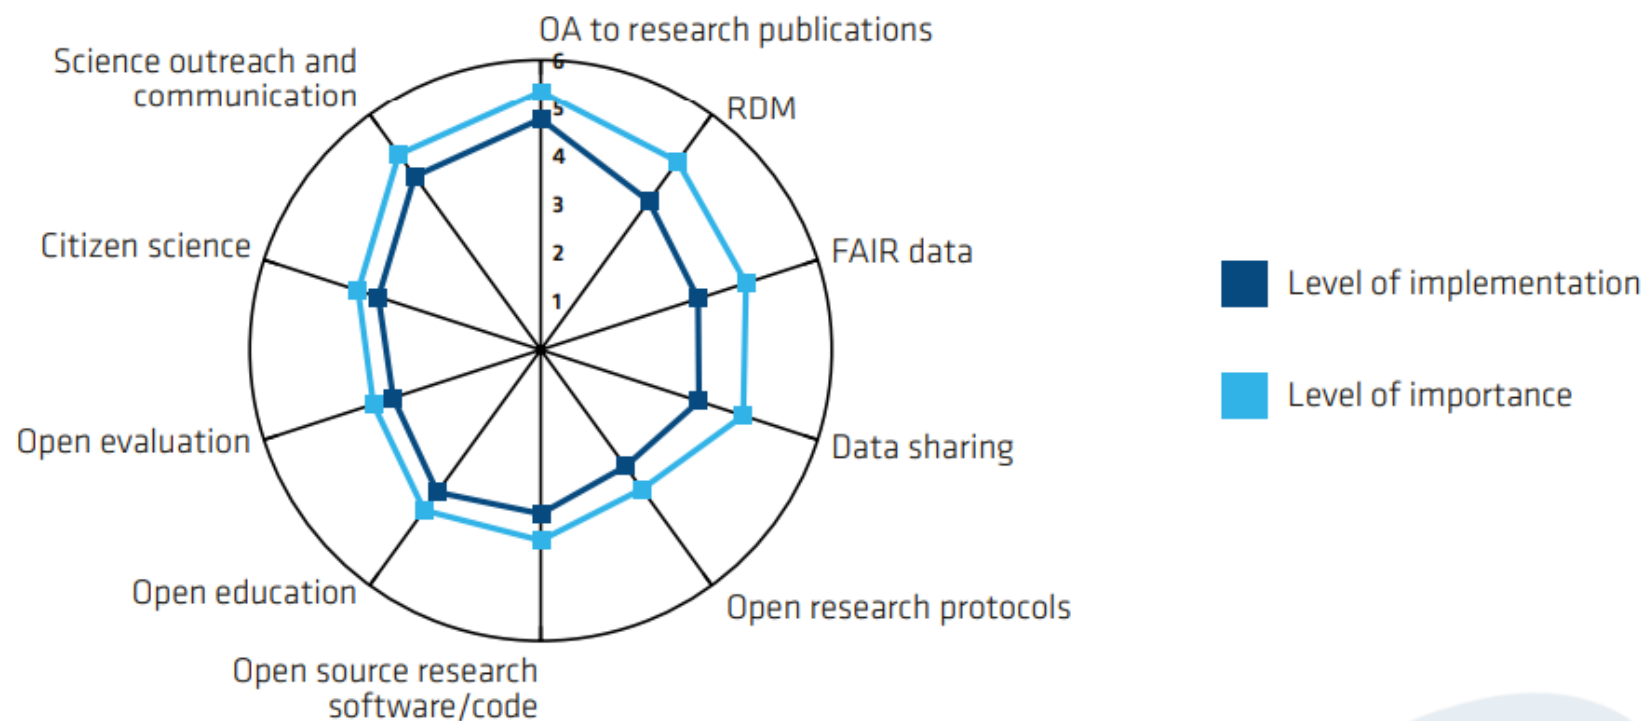 OA to research publications
Science outreach and
communication
6
5
RDM
4
3
Citizen science
2
FAIR data
1
Level of implementation
Level of importance
Open evaluation
Data sharing
Open education
Open research protocols
Open source research
software/code